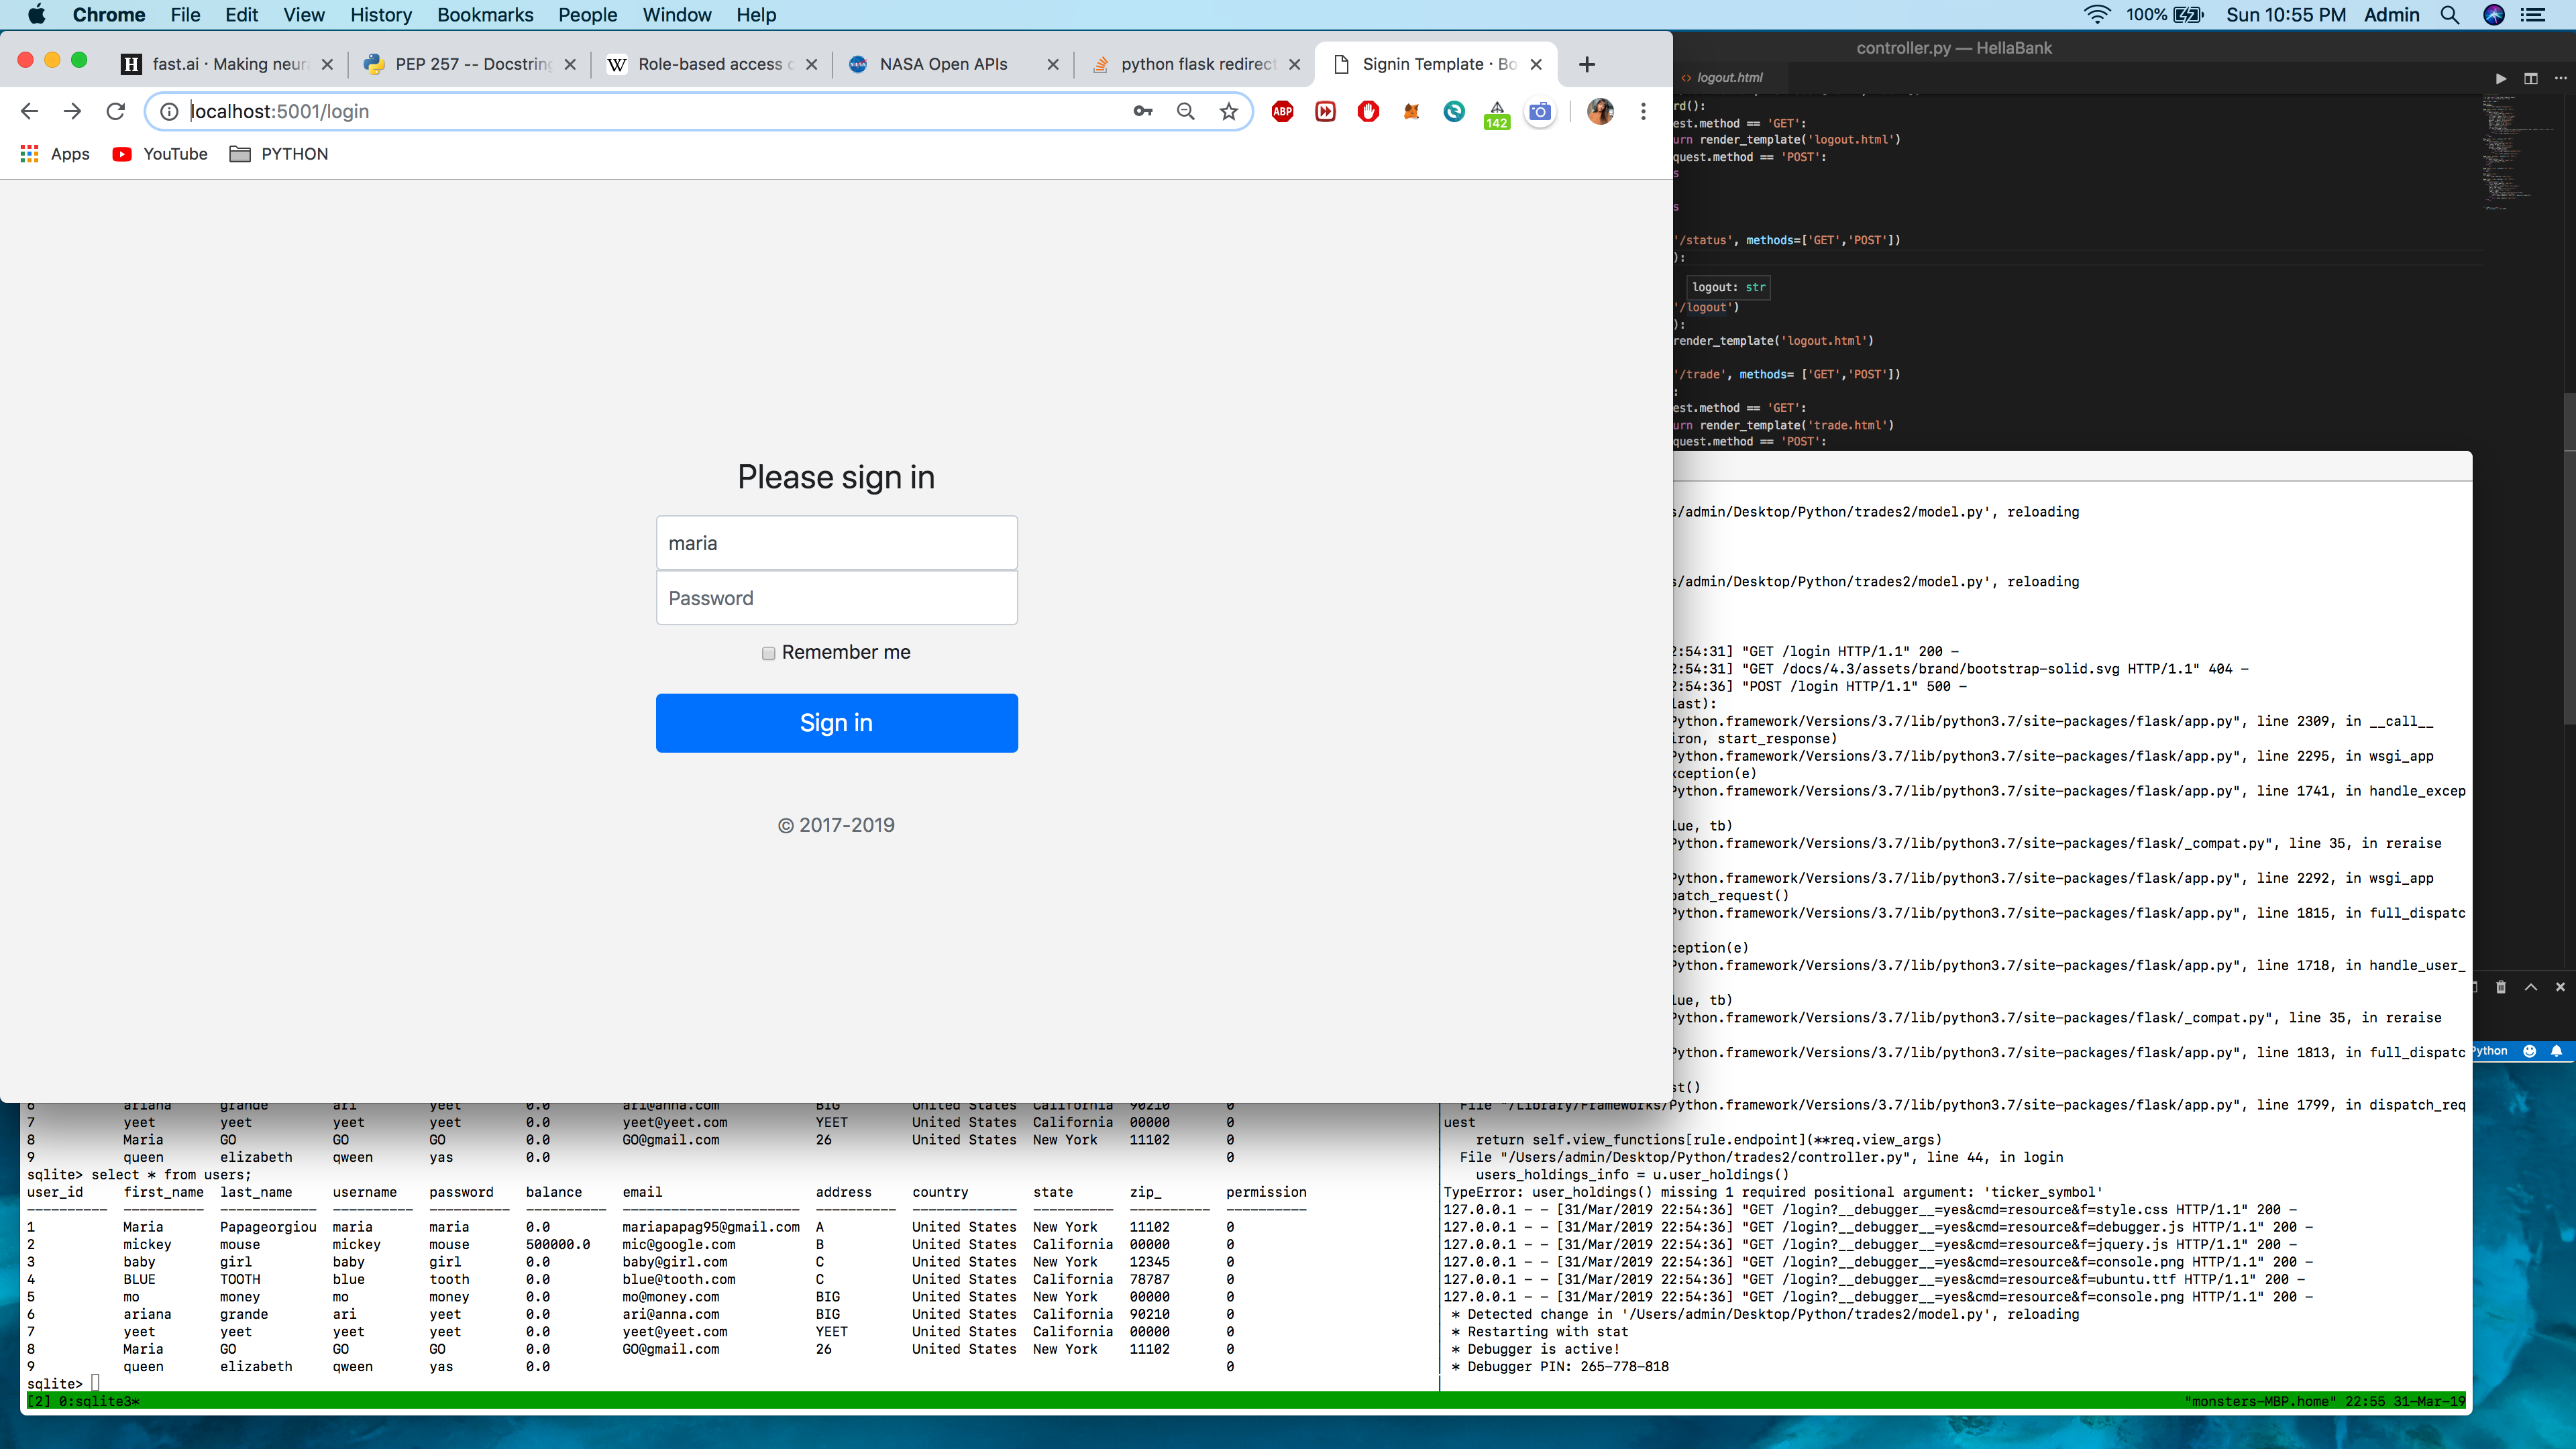 Chrome File Edit View History Bookmarks People Window Help 100% Sun 10:55 PM Admin
fast.ai · Making neur
PEP 257 -- Docstring
W Role-based access c
NASA Open APIs
python flask redirect
Signin Template · Bo
localhost:5001/login
ABP
142
Apps YouTube PYTHON
Please sign in
maria
Password
Remember me
Sign in
© 2017-2019
controller.py — HellaBank
logout.html
rd():
est.method == 'GET':
urn render_template('logout.html')
quest.method == 'POST':
s
s
'/status', methods=['GET','POST'])
):
logout: str
'/logout')
):
render_template('logout.html')
'/trade', methods= ['GET','POST'])
:
est.method == 'GET':
urn render_template('trade.html')
quest.method == 'POST':
Python
s/admin/Desktop/Python/trades2/model.py', reloading
s/admin/Desktop/Python/trades2/model.py', reloading
2:54:31] "GET /login HTTP/1.1" 200 -
2:54:31] "GET /docs/4.3/assets/brand/bootstrap-solid.svg HTTP/1.1" 404 -
2:54:36] "POST /login HTTP/1.1" 500 -
last):
Python.framework/Versions/3.7/lib/python3.7/site-packages/flask/app.py", line 2309, in __call__
iron, start_response)
Python.framework/Versions/3.7/lib/python3.7/site-packages/flask/app.py", line 2295, in wsgi_app
xception(e)
Python.framework/Versions/3.7/lib/python3.7/site-packages/flask/app.py", line 1741, in handle_excep
lue, tb)
Python.framework/Versions/3.7/lib/python3.7/site-packages/flask/_compat.py", line 35, in reraise
Python.framework/Versions/3.7/lib/python3.7/site-packages/flask/app.py", line 2292, in wsgi_app
patch_request()
Python.framework/Versions/3.7/lib/python3.7/site-packages/flask/app.py", line 1815, in full_dispatc
ception(e)
Python.framework/Versions/3.7/lib/python3.7/site-packages/flask/app.py", line 1718, in handle_user_
lue, tb)
Python.framework/Versions/3.7/lib/python3.7/site-packages/flask/_compat.py", line 35, in reraise
Python.framework/Versions/3.7/lib/python3.7/site-packages/flask/app.py", line 1813, in full_dispatc
st()
File "/Library/Frameworks/Python.framework/Versions/3.7/lib/python3.7/site-packages/flask/app.py", line 1799, in dispatch_req
uest
return self.view_functions[rule.endpoint](**req.view_args)
File "/Users/admin/Desktop/Python/trades2/controller.py", line 44, in login
users_holdings_info = u.user_holdings()
TypeError: user_holdings() missing 1 required positional argument: 'ticker_symbol'
127.0.0.1 - - [31/Mar/2019 22:54:36] "GET /login?__debugger__=yes&cmd=resource&f=style.css HTTP/1.1" 200 -
127.0.0.1 - - [31/Mar/2019 22:54:36] "GET /login?__debugger__=yes&cmd=resource&f=debugger.js HTTP/1.1" 200 -
127.0.0.1 - - [31/Mar/2019 22:54:36] "GET /login?__debugger__=yes&cmd=resource&f=jquery.js HTTP/1.1" 200 -
127.0.0.1 - - [31/Mar/2019 22:54:36] "GET /login?__debugger__=yes&cmd=resource&f=console.png HTTP/1.1" 200 -
127.0.0.1 - - [31/Mar/2019 22:54:36] "GET /login?__debugger__=yes&cmd=resource&f=ubuntu.ttf HTTP/1.1" 200 -
127.0.0.1 - - [31/Mar/2019 22:54:36] "GET /login?__debugger__=yes&cmd=resource&f=console.png HTTP/1.1" 200 -
* Detected change in '/Users/admin/Desktop/Python/trades2/model.py', reloading
* Restarting with stat
* Debugger is active!
* Debugger PIN: 265-778-818
6 ariana grande ari yeet 0.0 ari@anna.com BIG United States California 90210 0
7 yeet yeet yeet yeet 0.0 yeet@yeet.com YEET United States California 00000 0
8 Maria GO GO GO 0.0 GO@gmail.com 26 United States New York 11102 0
9 queen elizabeth qween yas 0.0 0
sqlite> select * from users;
user_id first_name last_name username password balance email address country state zip_ permission
1 Maria Papageorgiou maria maria 0.0 mariapapag95@gmail.com A United States New York 11102 0
2 mickey mouse mickey mouse 500000.0 mic@google.com B United States California 00000 0
3 baby girl baby girl 0.0 baby@girl.com C United States New York 12345 0
4 BLUE TOOTH blue tooth 0.0 blue@tooth.com C United States California 78787 0
5 mo money mo money 0.0 mo@money.com BIG United States New York 00000 0
6 ariana grande ari yeet 0.0 ari@anna.com BIG United States California 90210 0
7 yeet yeet yeet yeet 0.0 yeet@yeet.com YEET United States California 00000 0
8 Maria GO GO GO 0.0 GO@gmail.com 26 United States New York 11102 0
9 queen elizabeth qween yas 0.0 0
sqlite>
[2] 0:sqlite3* "monsters-MBP.home" 22:55 31-Mar-19